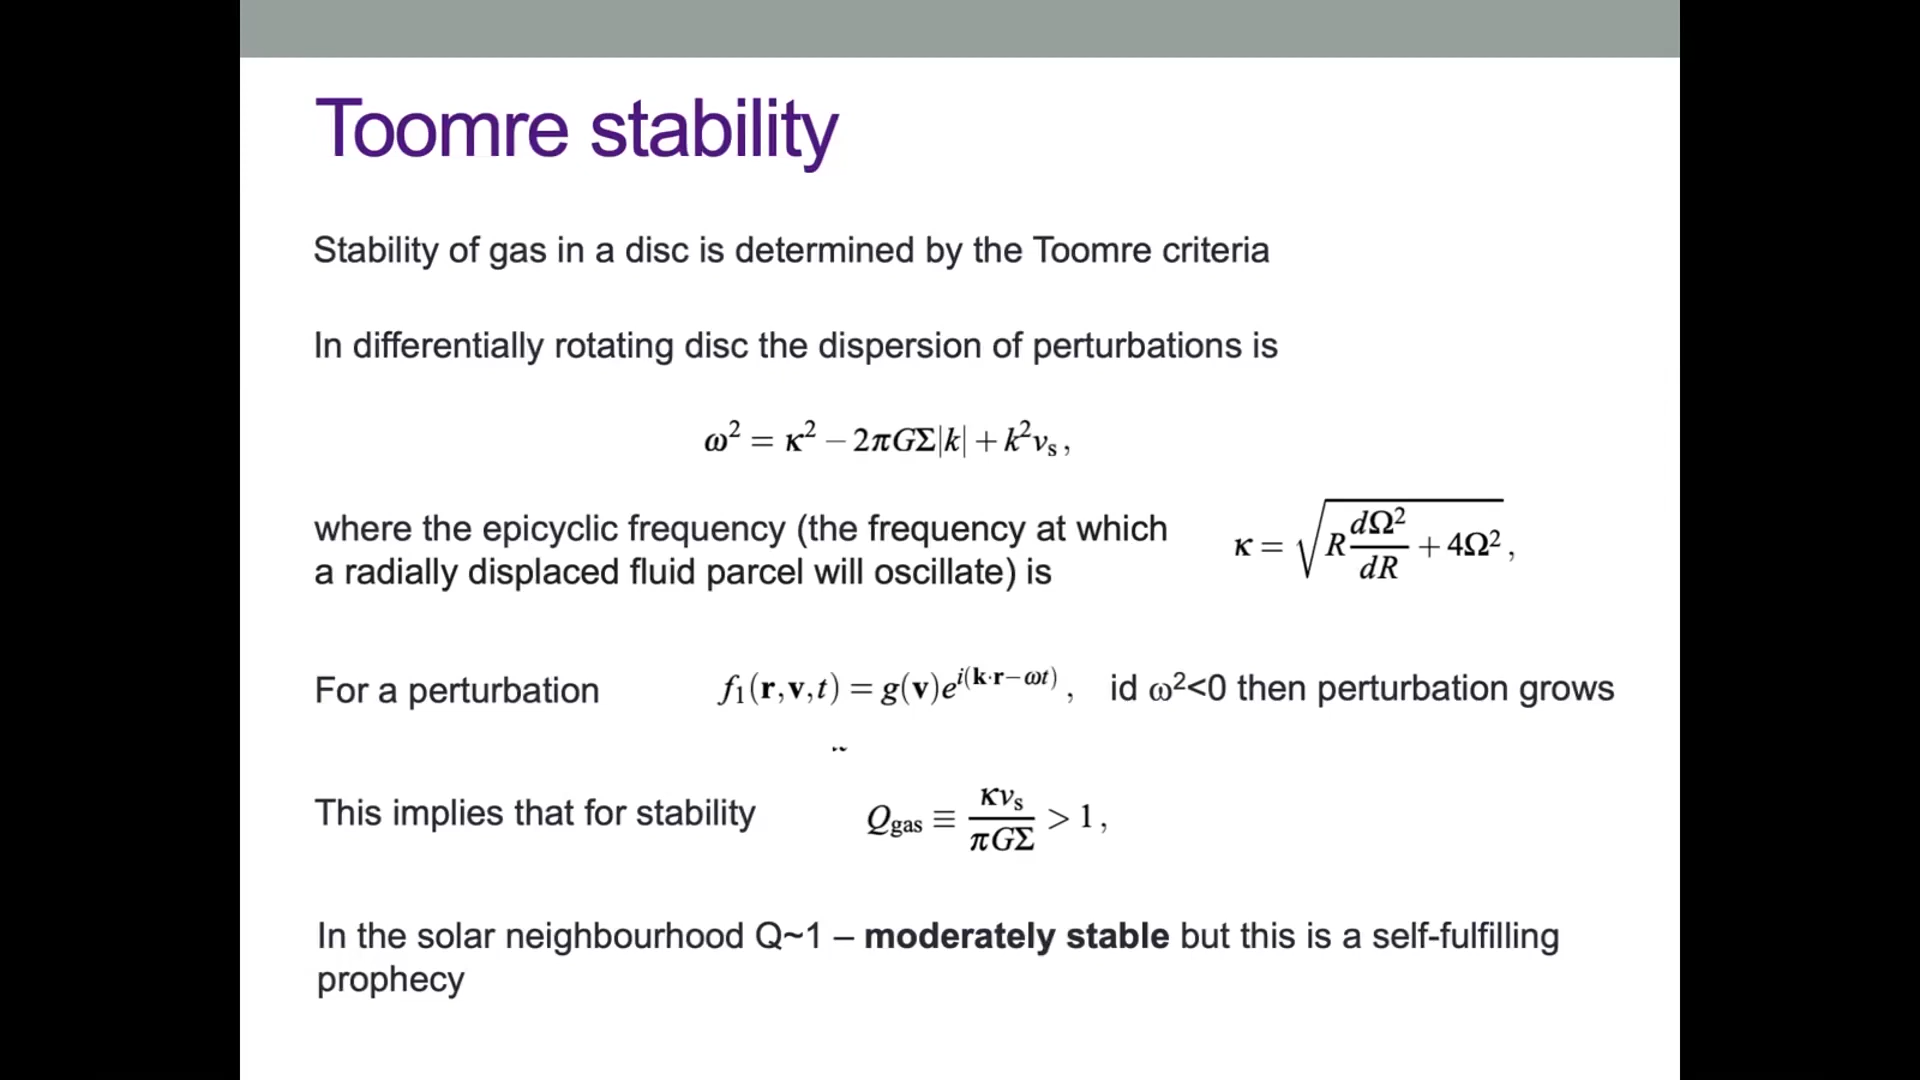 Toomre stability
Stability of gas in a disc is determined by the Toomre criteria
In differentially rotating disc the dispersion of perturbations is
ω² = κ² − 2πGΣ|k| + k²vₛ ,
where the epicyclic frequency (the frequency at which
a radially displaced fluid parcel will oscillate) is
κ = √(R dΩ²/dR + 4Ω²) ,
For a perturbation f₁(r,v,t) = g(v)e^{i(k·r−ωt)} , id ω²<0 then perturbation grows
This implies that for stability Q_gas ≡ κvₛ/πGΣ > 1 ,
In the solar neighbourhood Q~1 – moderately stable but this is a self-fulfilling
prophecy